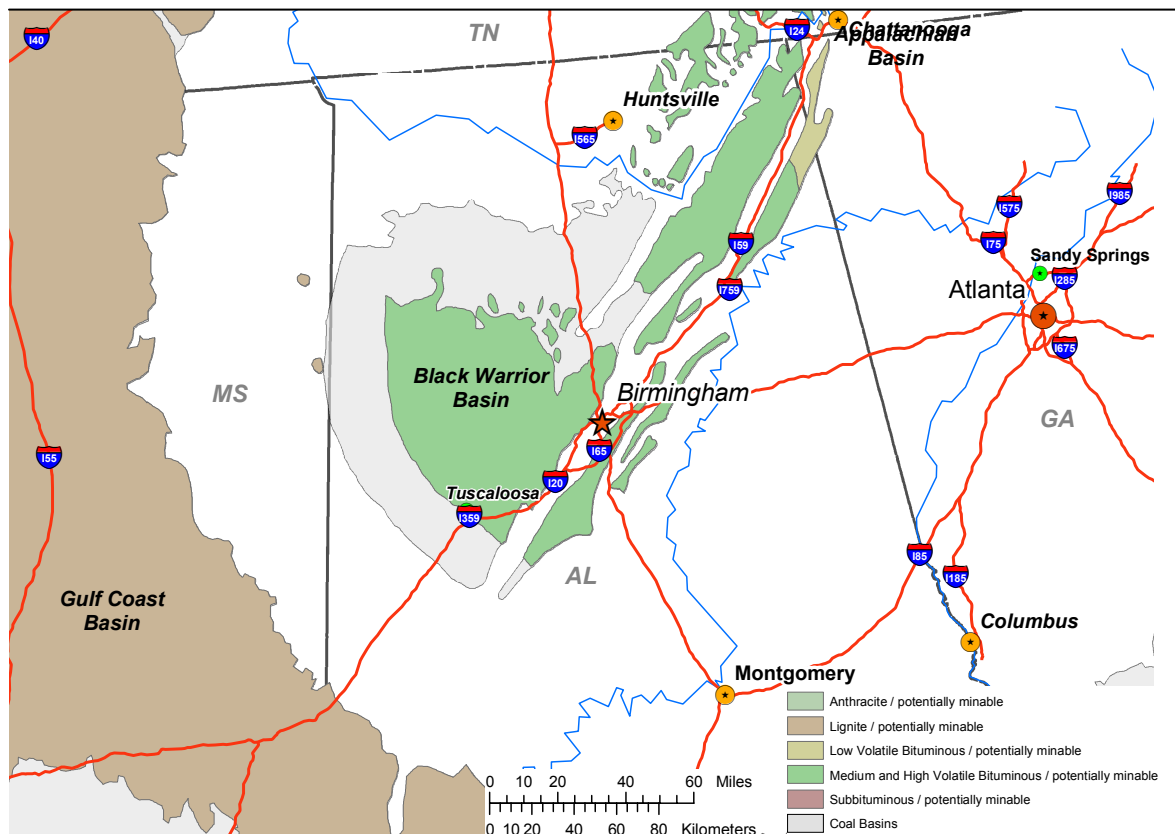 I40
TN
I24
Chattanooga
Appalachian
Basin
Huntsville
I565
I985
I575
I59
I75
Sandy Springs
I285
I759
Atlanta
I675
Black Warrior
Basin
MS
Birmingham
GA
I55
I65
I20
Tuscaloosa
I359
I85
AL
I185
Gulf Coast
Basin
Columbus
Montgomery
Anthracite / potentially minable
Lignite / potentially minable
Low Volatile Bituminous / potentially minable
Medium and High Volatile Bituminous / potentially minable
Subbituminous / potentially minable
Coal Basins
0 10 20 40 60 Miles
0 10 20 40 60 80 Kilometers